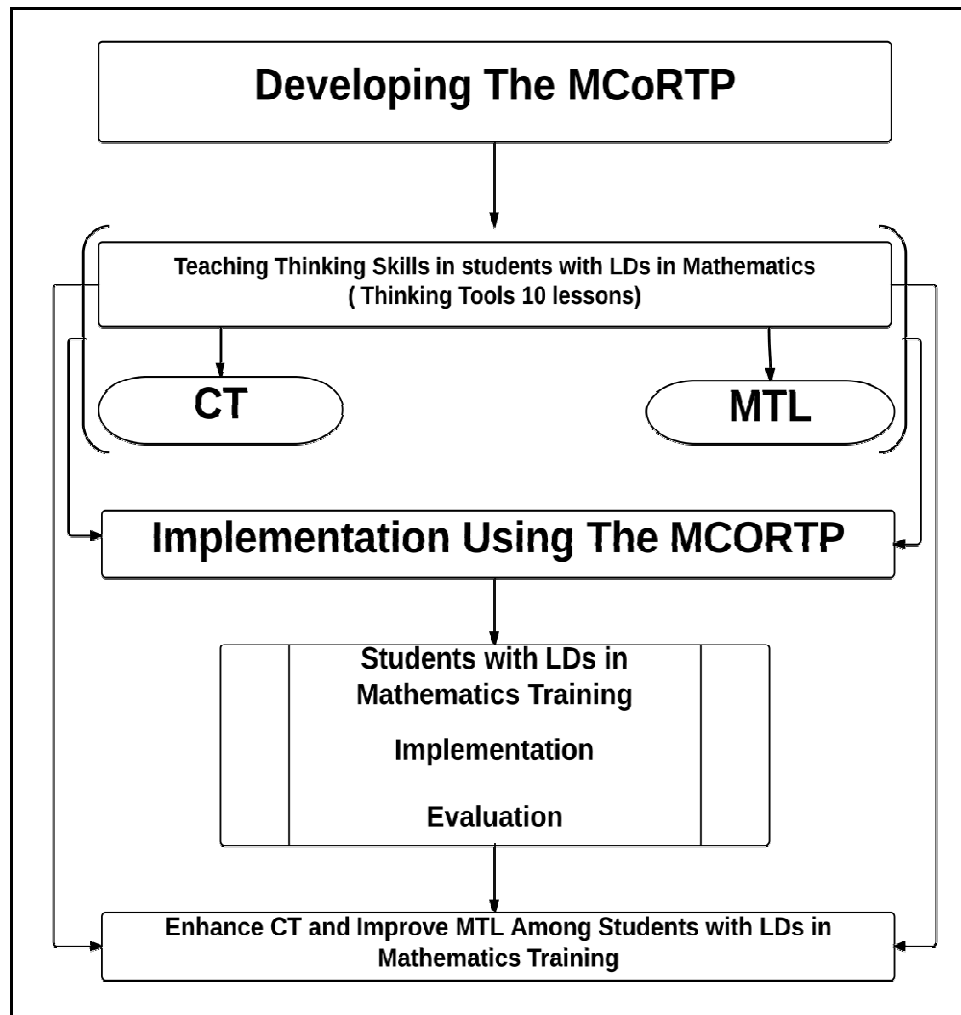 Developing The MCoRTP
Teaching Thinking Skills in students with LDs in Mathematics
( Thinking Tools 10 lessons)
CT
MTL
Implementation Using The MCORTP
Students with LDs in
Mathematics Training
Implementation
Evaluation
Enhance CT and Improve MTL Among Students with LDs in
Mathematics Training